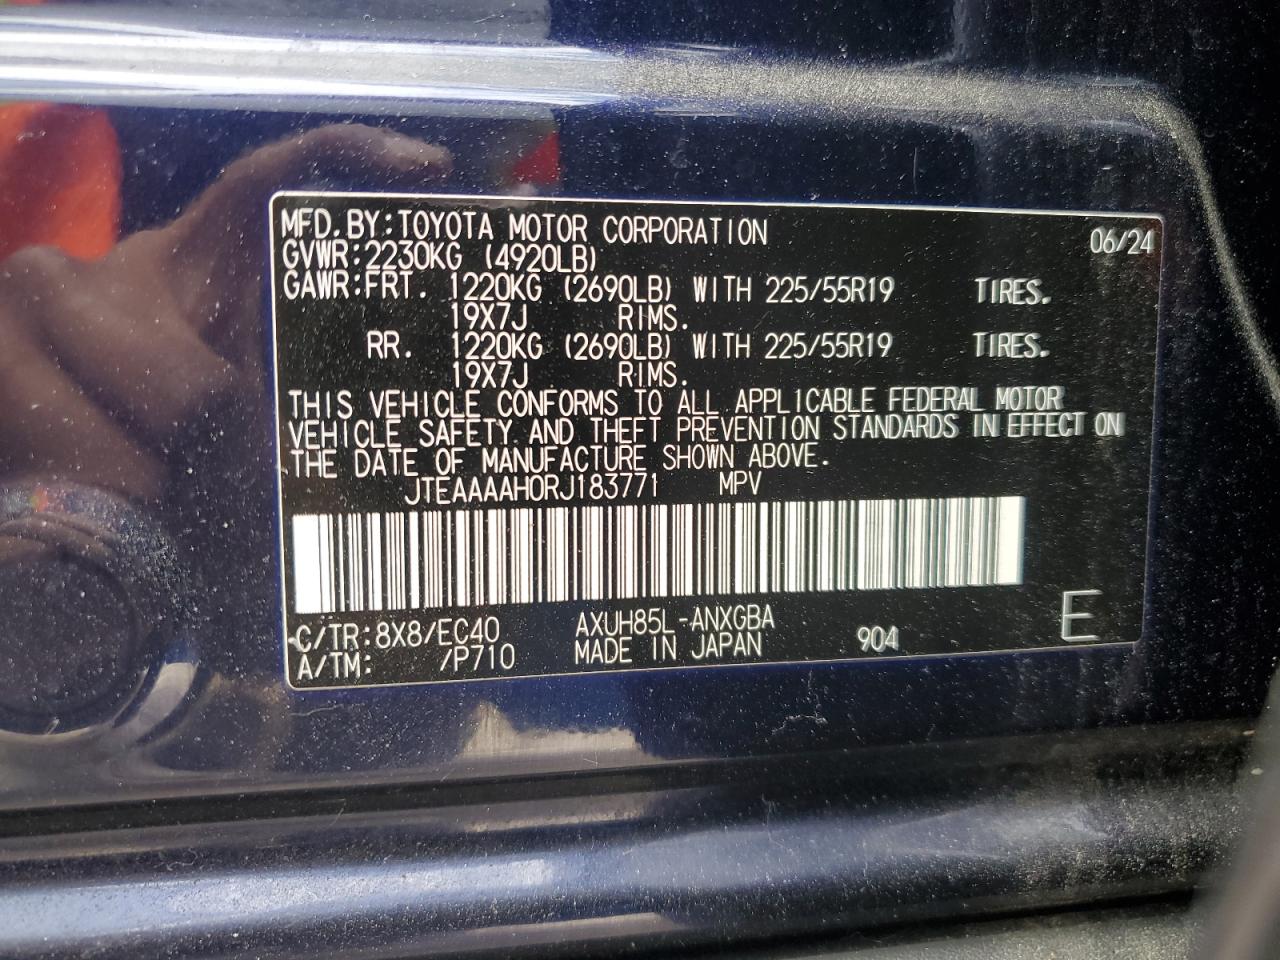 MFD.BY:TOYOTA MOTOR CORPORATION 06/24
GVWR:2230KG (4920LB)
GAWR:FRT. 1220KG (2690LB) WITH 225/55R19 TIRES.
19X7J RIMS.
RR. 1220KG (2690LB) WITH 225/55R19 TIRES.
19X7J RIMS.
THIS VEHICLE CONFORMS TO ALL APPLICABLE FEDERAL MOTOR
VEHICLE SAFETY AND THEFT PREVENTION STANDARDS IN EFFECT ON
THE DATE OF MANUFACTURE SHOWN ABOVE.
JTEAAAAH0RJ183771 MPV
C/TR:8X8/EC40 AXUH85L-ANXGBA
A/TM: /P710 MADE IN JAPAN 904 E